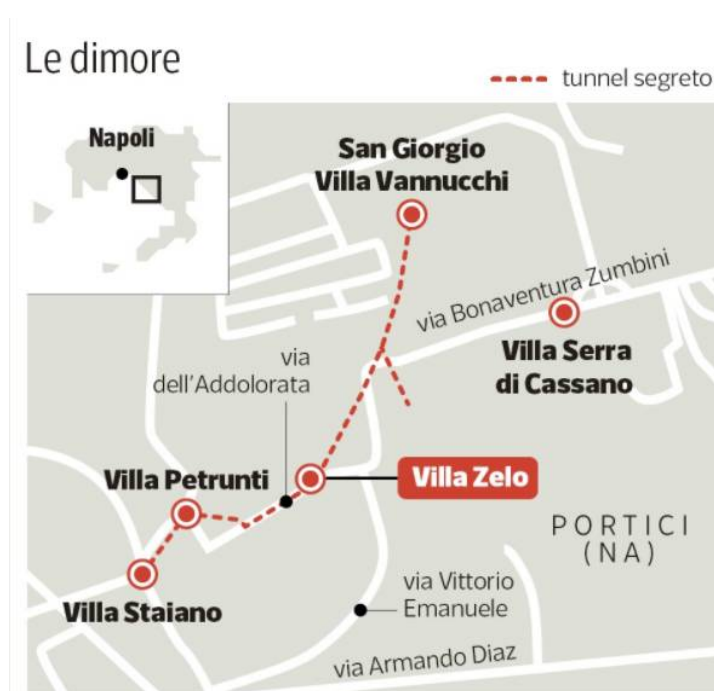 Le dimore
tunnel segreto
Napoli
San Giorgio
Villa Vannucchi
via Bonaventura Zumbini
via
dell'Addolorata
Villa Serra
di Cassano
Villa Petrunti
Villa Zelo
PORTICI
(NA)
via Vittorio
Emanuele
Villa Staiano
via Armando Diaz